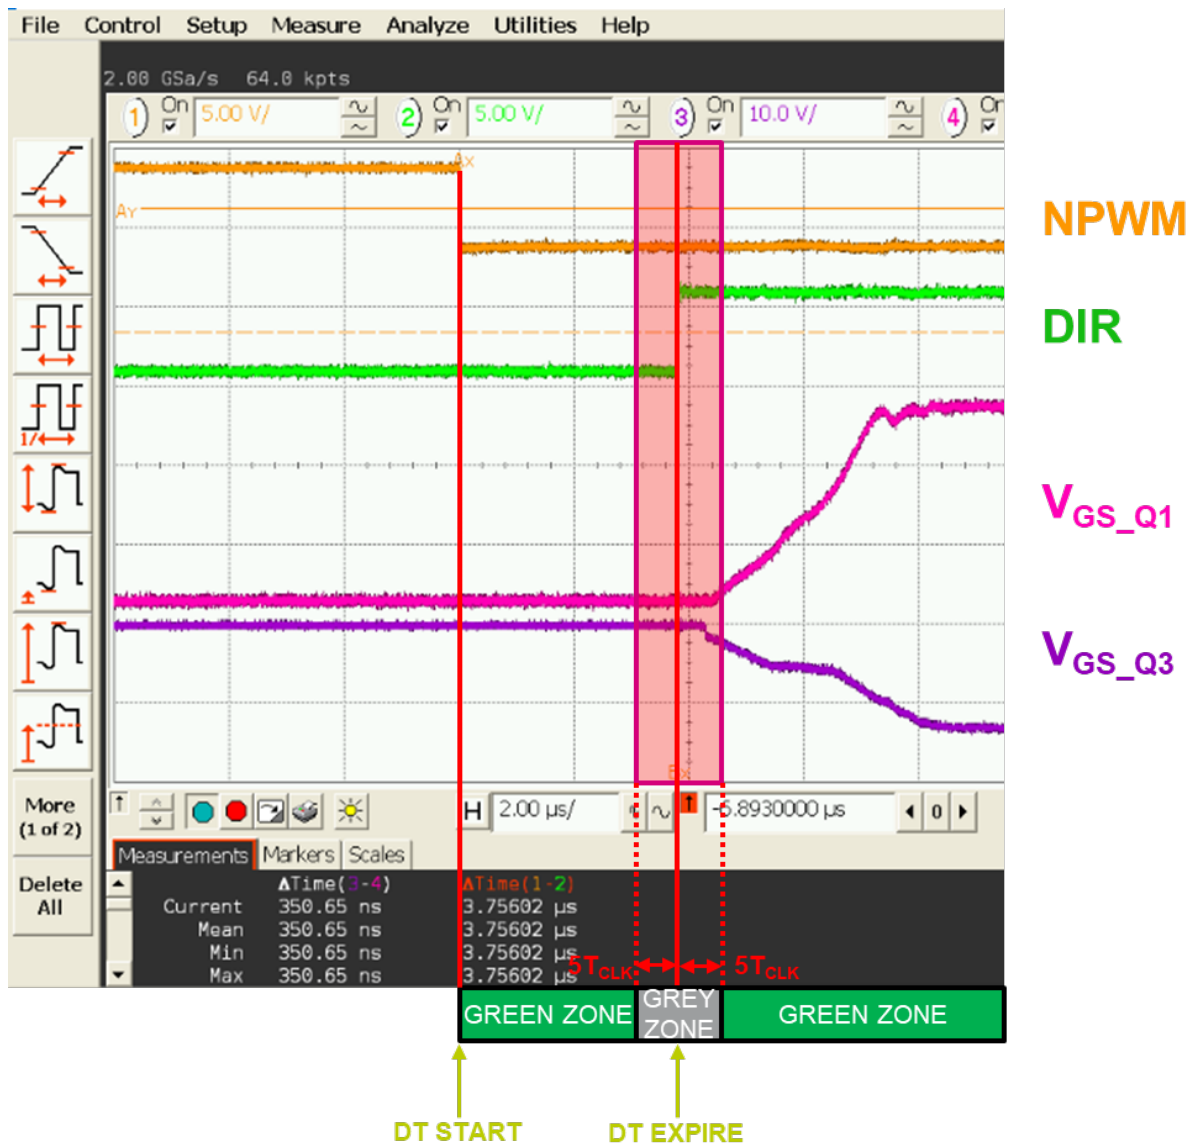 File Control Setup Measure Analyze Utilities Help
2.00 GSa/s 64.0 kpts
1 On 5.00 V/ 2 On 5.00 V/ 3 On 10.0 V/ 4 On
Ax
AY
NPWM
DIR
VGS_Q1
VGS_Q3
1/
Bx
More
(1 of 2)
Delete
All
H 2.00 µs/ -5.8930000 µs 0
Measurements Markers Scales
ΔTime(3-4) ΔTime(1-2)
Current 350.65 ns 3.75602 µs
Mean 350.65 ns 3.75602 µs
Min 350.65 ns 3.75602 µs
Max 350.65 ns 3.75602 µs
5TCLK 5TCLK
GREEN ZONE GREY ZONE GREEN ZONE
DT START DT EXPIRE